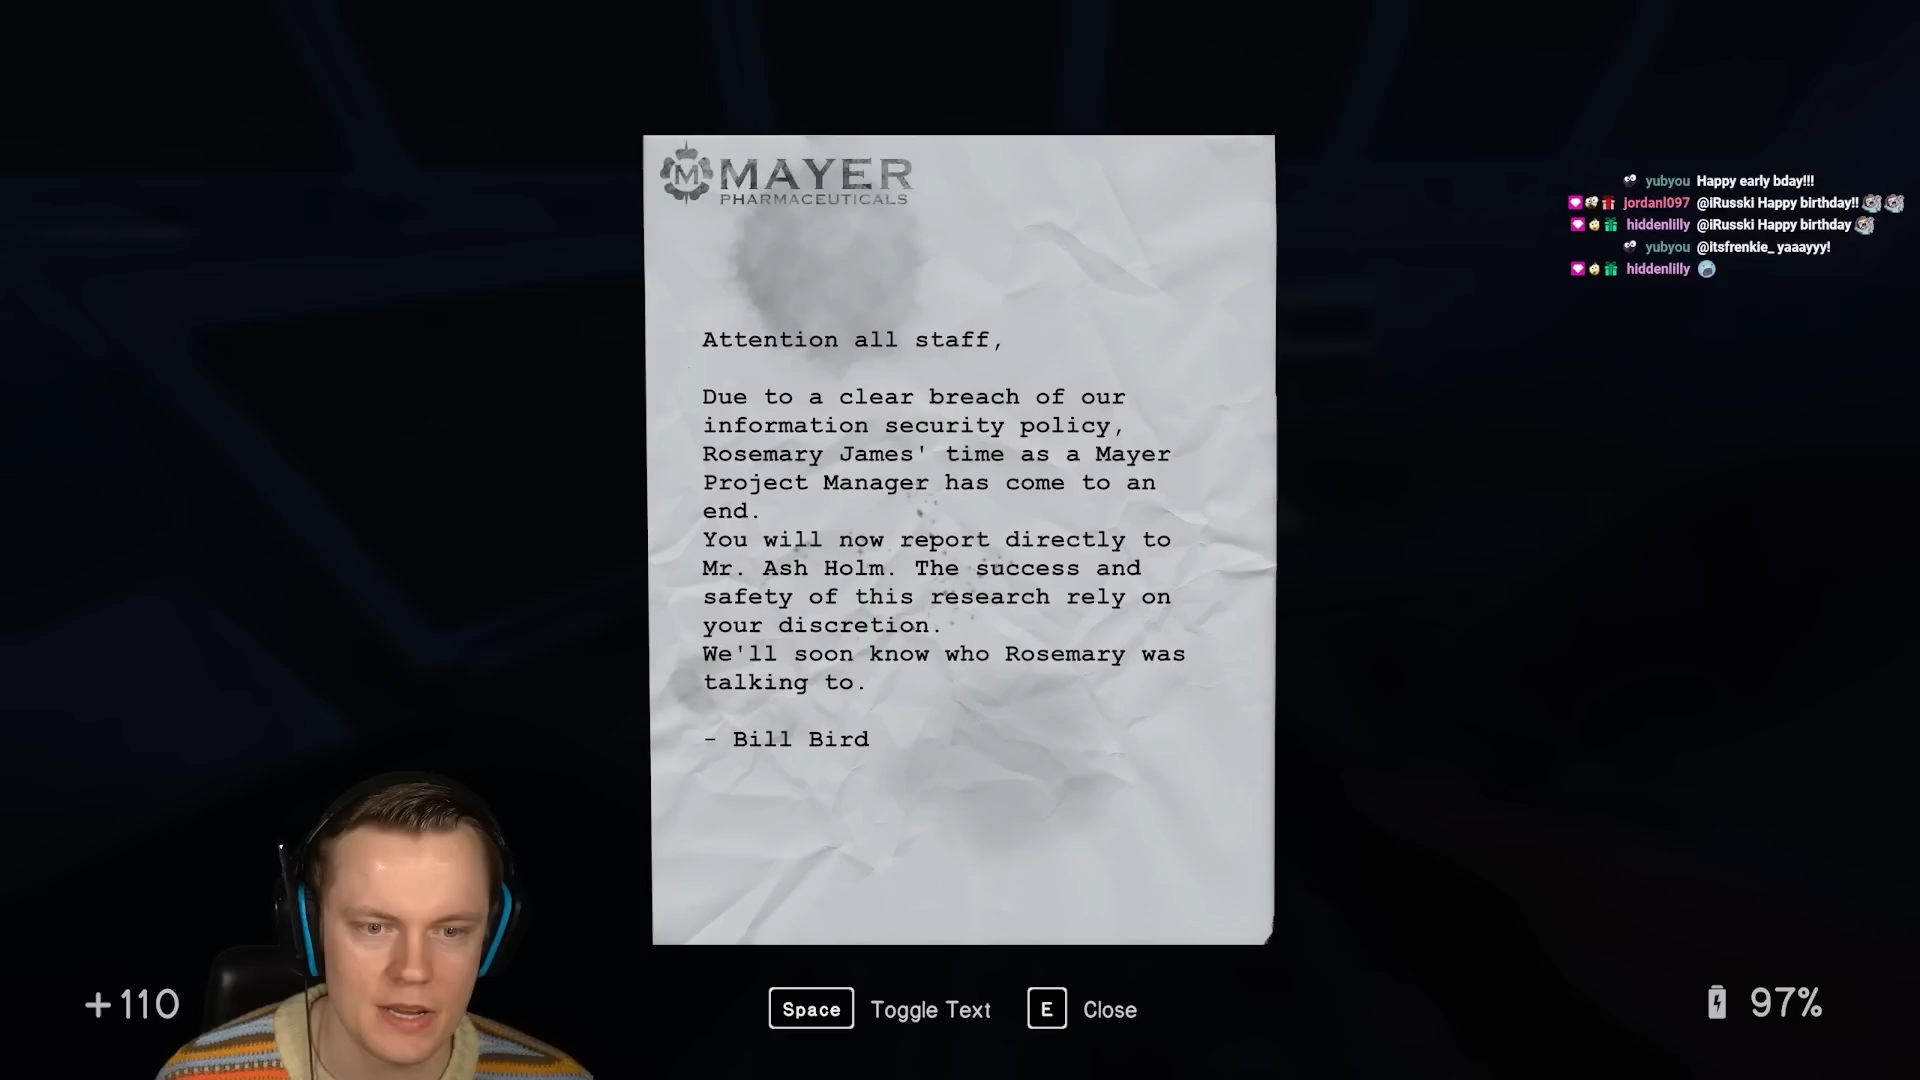 MAYER
PHARMACEUTICALS
Attention all staff,
Due to a clear breach of our
information security policy,
Rosemary James' time as a Mayer
Project Manager has come to an
end.
You will now report directly to
Mr. Ash Holm. The success and
safety of this research rely on
your discretion.
We'll soon know who Rosemary was
talking to.
- Bill Bird
yubyou Happy early bday!!!
jordanl097 @iRusski Happy birthday!!
hiddenlilly @iRusski Happy birthday
yubyou @itsfrenkie_ yaaayyy!
hiddenlilly
+110
Space Toggle Text E Close
97%